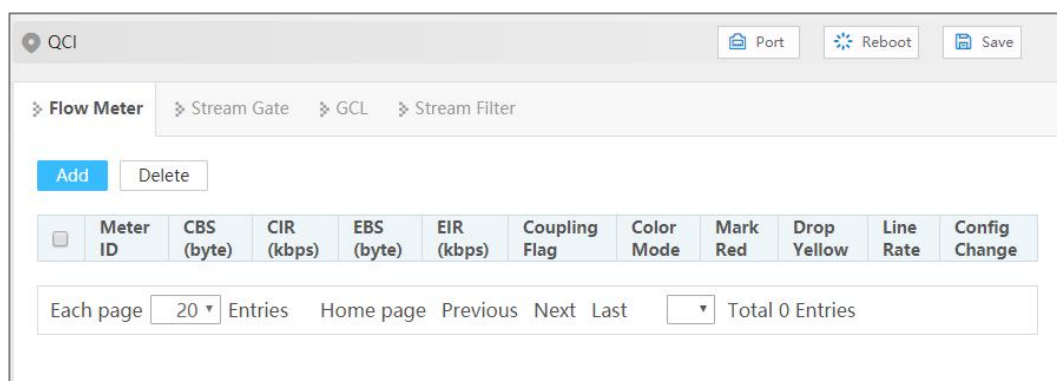 QCI Port Reboot Save
Flow Meter Stream Gate GCL Stream Filter
Add Delete
Meter ID CBS (byte) CIR (kbps) EBS (byte) EIR (kbps) Coupling Flag Color Mode Mark Red Drop Yellow Line Rate Config Change
Each page 20 Entries Home page Previous Next Last Total 0 Entries